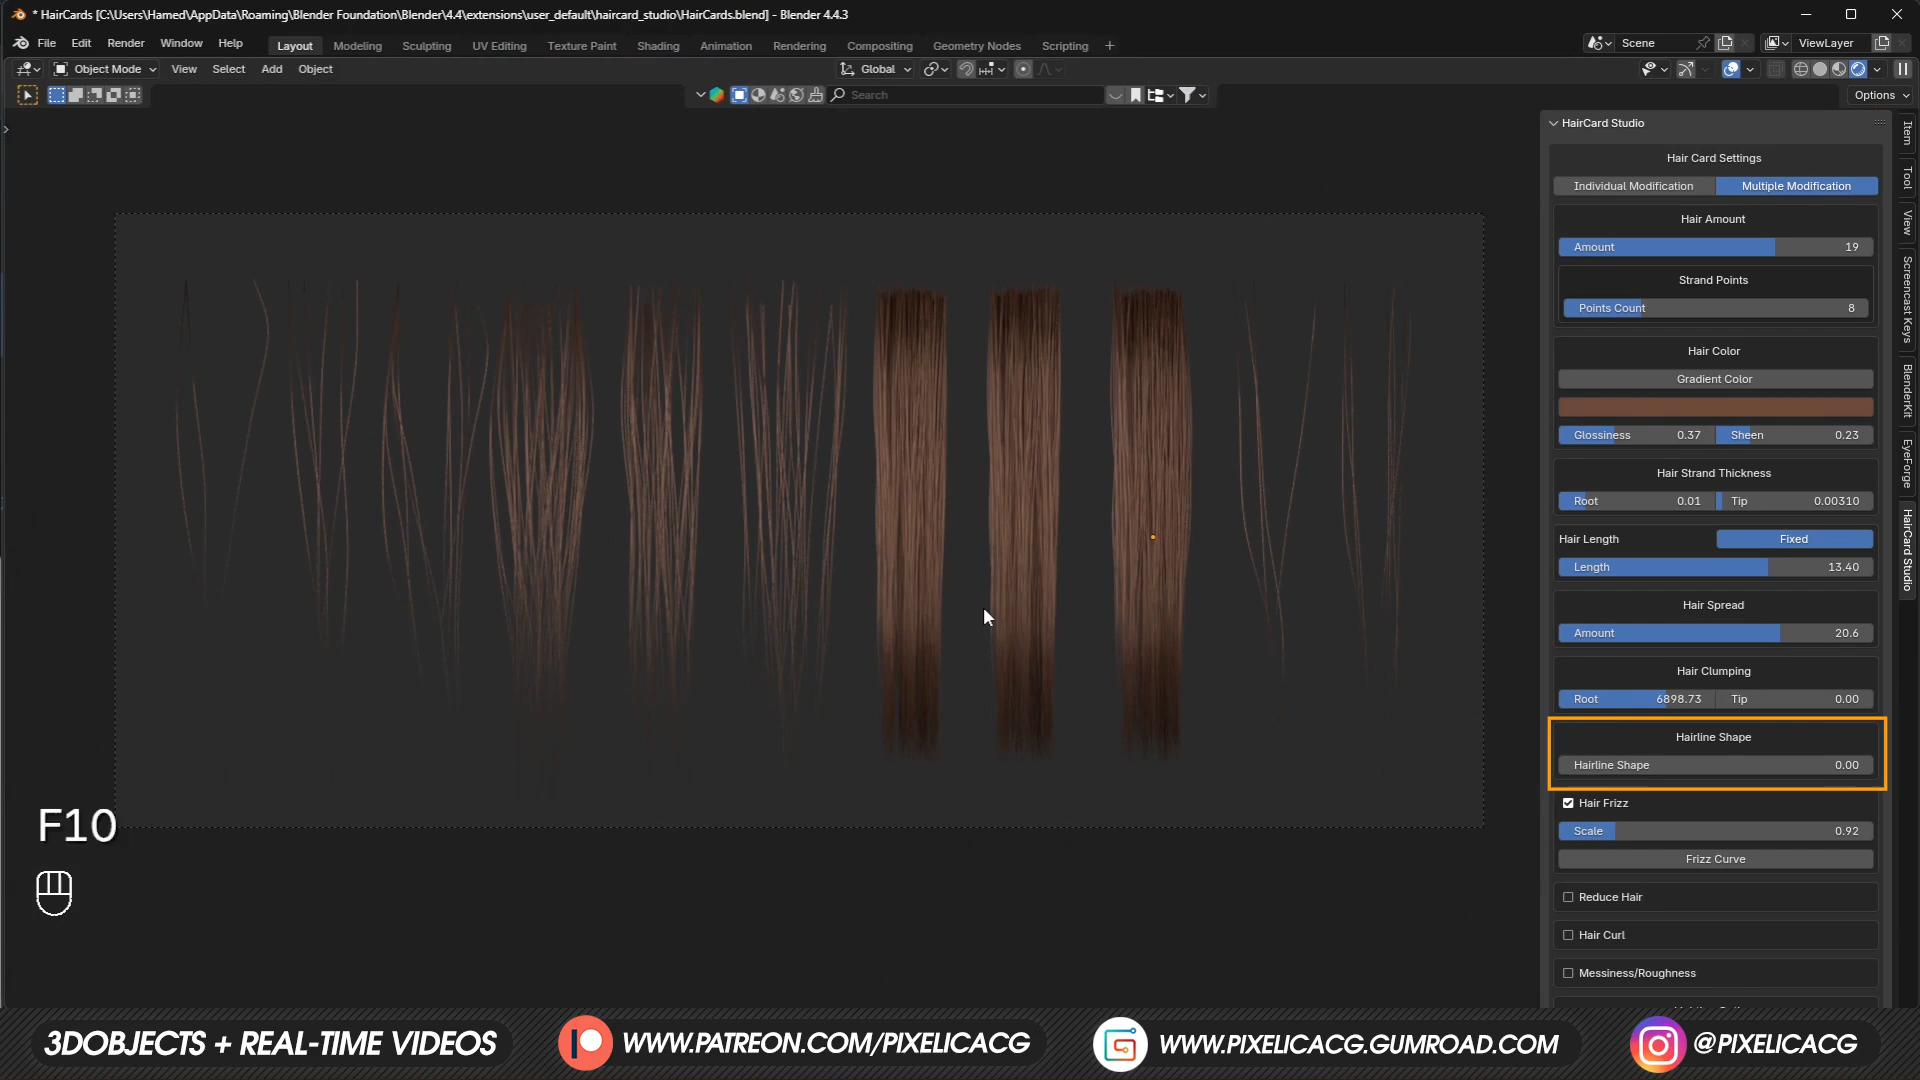 * HairCards [C:\Users\Hamed\AppData\Roaming\Blender Foundation\Blender\4.4\extensions\user_default\haircard_studio\HairCards.blend] - Blender 4.4.3
File Edit Render Window Help Layout Modeling Sculpting UV Editing Texture Paint Shading Animation Rendering Compositing Geometry Nodes Scripting + Scene ViewLayer
Object Mode View Select Add Object Global
Search Options
HairCard Studio
Hair Card Settings
Individual Modification Multiple Modification
Hair Amount
Amount 19
Strand Points
Points Count 8
Hair Color
Gradient Color
Glossiness 0.37 Sheen 0.23
Hair Strand Thickness
Root 0.01 Tip 0.00310
Hair Length Fixed
Length 13.40
Hair Spread
Amount 20.6
Hair Clumping
Root 6898.73 Tip 0.00
Hairline Shape
Hairline Shape 0.00
Hair Frizz
Scale 0.92
Frizz Curve
Reduce Hair
Hair Curl
Messiness/Roughness
Item
Tool
View
Screencast Keys
BlenderKit
EyeForge
HairCard Studio
F10
3DOBJECTS + REAL-TIME VIDEOS WWW.PATREON.COM/PIXELICACG WWW.PIXELICACG.GUMROAD.COM @PIXELICACG